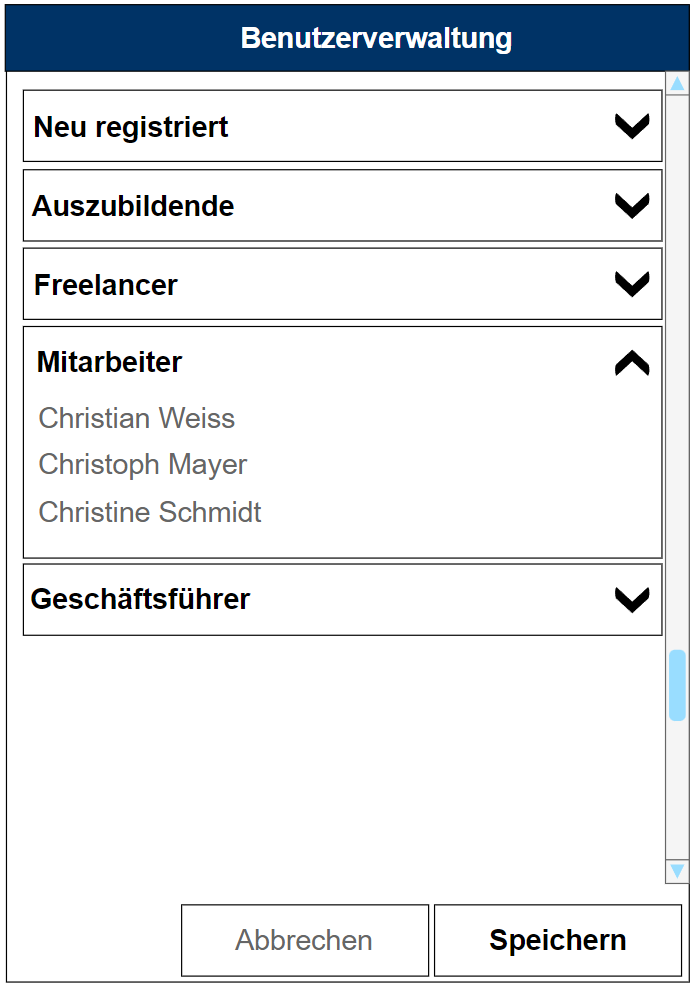 Benutzerverwaltung
Neu registriert
Auszubildende
Freelancer
Mitarbeiter
Christian Weiss
Christoph Mayer
Christine Schmidt
Geschäftsführer
Abbrechen
Speichern